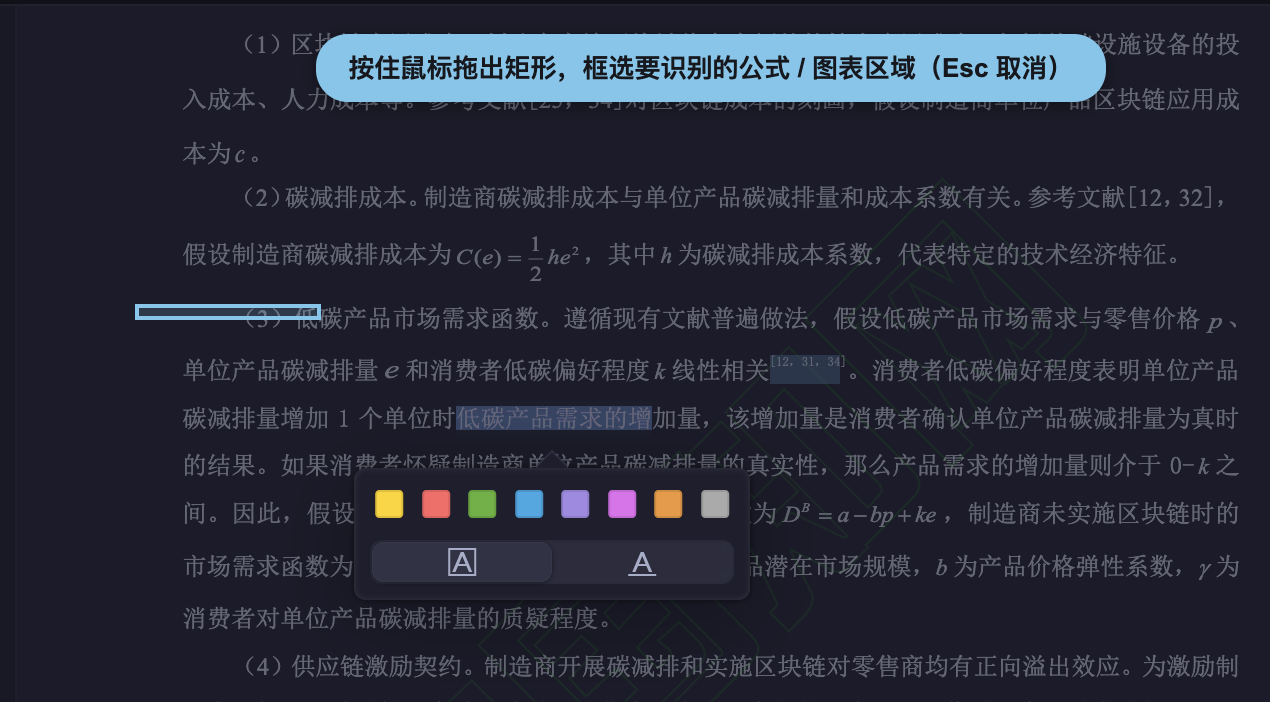 按住鼠标拖出矩形，框选要识别的公式 / 图表区域（Esc 取消）
（1）区块 设施设备的投
入成本、人力成本等。参考文献[25, 34]对区块链成本的刻画，假设制造商单位产品区块链应用成
本为 c 。
（2）碳减排成本。制造商碳减排成本与单位产品碳减排量和成本系数有关。参考文献[12, 32]，
假设制造商碳减排成本为 C(e) = 1/2 he²，其中 h 为碳减排成本系数，代表特定的技术经济特征。
（3）低碳产品市场需求函数。遵循现有文献普遍做法，假设低碳产品市场需求与零售价格 p 、
单位产品碳减排量 e 和消费者低碳偏好程度 k 线性相关[12, 31, 34]。消费者低碳偏好程度表明单位产品
碳减排量增加 1 个单位时低碳产品需求的增加量，该增加量是消费者确认单位产品碳减排量为真时
的结果。如果消费者怀疑制造商单位产品碳减排量的真实性，那么产品需求的增加量则介于 0-k 之
间。因此，假设 为 Dᴮ = a − bp + ke ，制造商未实施区块链时的
市场需求函数为 品潜在市场规模，b 为产品价格弹性系数，γ 为
A A
消费者对单位产品碳减排量的质疑程度。
（4）供应链激励契约。制造商开展碳减排和实施区块链对零售商均有正向溢出效应。为激励制